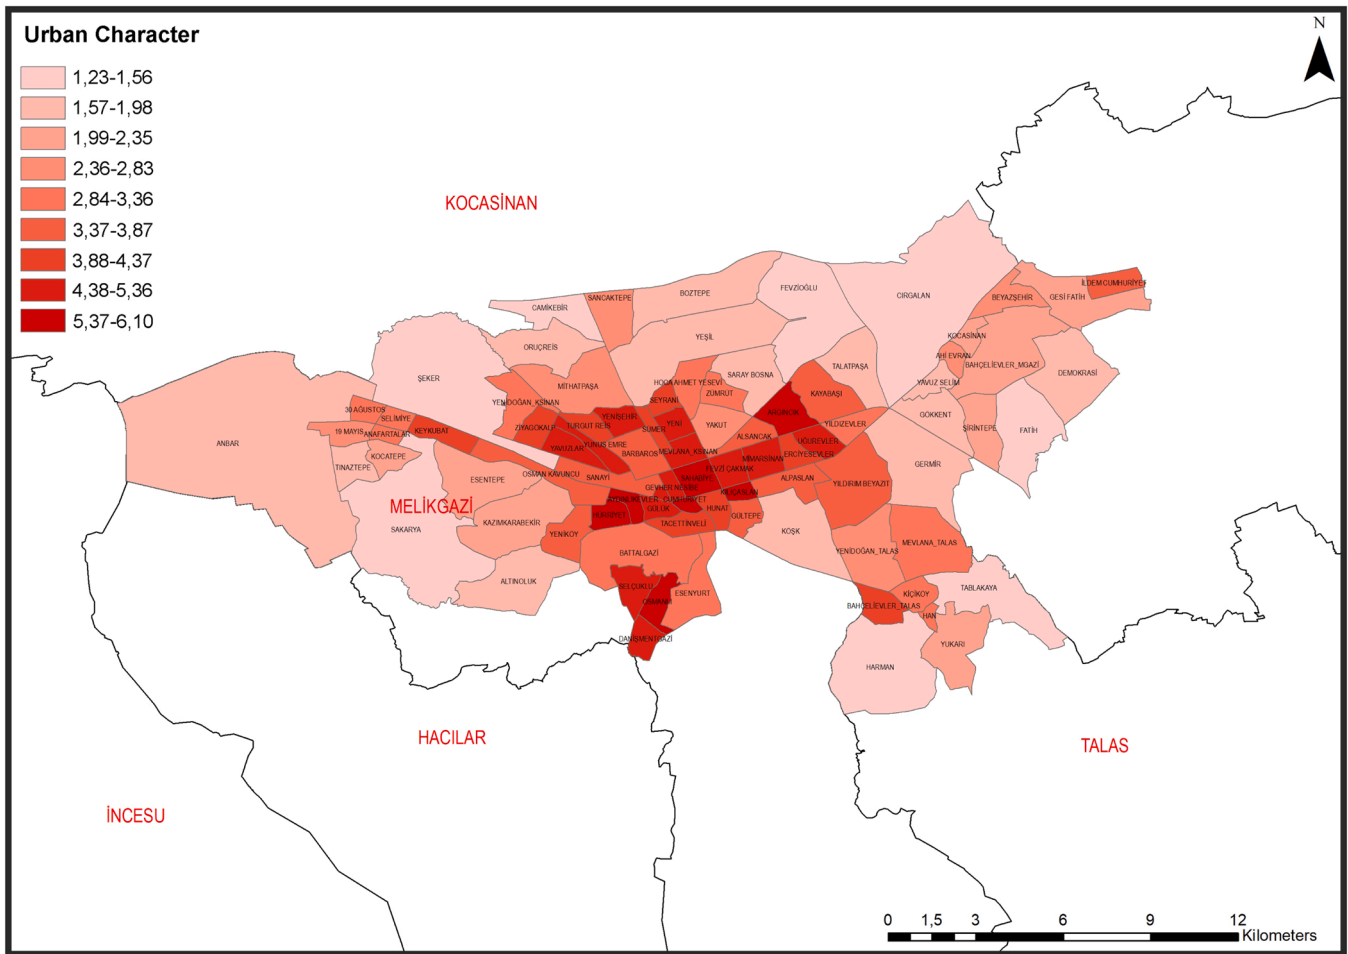 Urban Character
1,23-1,56
1,57-1,98
1,99-2,35
2,36-2,83
2,84-3,36
3,37-3,87
3,88-4,37
4,38-5,36
5,37-6,10
N
KOCASİNAN
CIRGALAN
FEVZİOĞLU
BOZTEPE
SANCAKTEPE
CAMİKEBİR
İLDEM CUMHURİYET
BEYAZŞEHİR
GESİ FATİH
YEŞİL
KOCASİNAN
ORUÇREİS
AHİ EVRAN
BAHÇELİEVLER_MGAZİ
TALATPAŞA
DEMOKRASİ
SARAY BOSNA
ŞEKER
MİTHATPAŞA
HOCA AHMET YESEVİ
YAVUZ SELİM
ZÜMRÜT
KAYABAŞI
SEYRANİ
YENİDOĞAN_KSİNAN
30 AĞUSTOS
ARGINCIK
GÖKKENT
SELİMİYE
YENİŞEHİR
YENİ
YAKUT
YILDIZEVLER
ZİYAGÖKALP
TURGUT REİS
SÜMER
ŞİRİNTEPE
FATİH
19 MAYIS
ANAFARTALAR
KEYKUBAT
ALSANCAK
UĞUREVLER
ANBAR
YAVUZLAR
YUNUS EMRE
BARBAROS
MEVLANA_KSİNAN
ERCİYESEVLER
KOCATEPE
MİMARSİNAN
GERMİR
TINAZTEPE
FEVZİ ÇAKMAK
OSMAN KAVUNCU
SANAYİ
SAHABİYE
ALPASLAN
ESENTEPE
YILDIRIM BEYAZIT
GEVHER NESİBE
KILIÇASLAN
MELİKGAZİ
AYDINLIKEVLER
CUMHURİYET
GÜLÜK
HUNAT
HÜRRİYET
GÜLTEPE
KAZIMKARABEKİR
TACETTİNVELİ
SAKARYA
YENİKÖY
KÖŞK
MEVLANA_TALAS
BATTALGAZİ
YENİDOĞAN_TALAS
ALTINOLUK
SELÇUKLU
TABLAKAYA
ESENYURT
KİÇİKÖY
OSMANLI
BAHÇELİEVLER_TALAS
HAN
DANİŞMENTGAZİ
YUKARI
HARMAN
HACILAR
TALAS
İNCESU
0 1,5 3 6 9 12
Kilometers